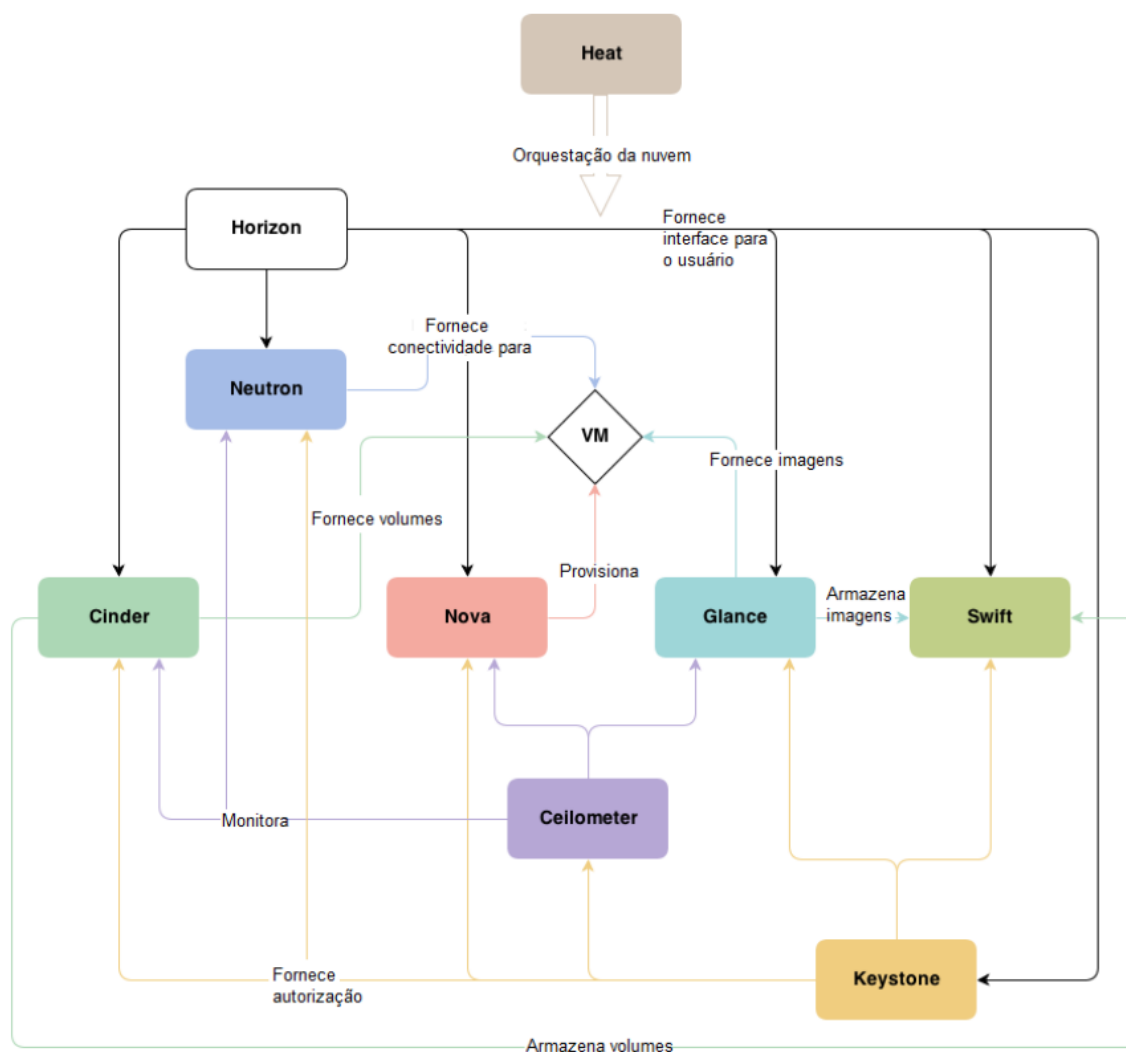 Heat
Orquestação da nuvem
Horizon
Fornece
interface para
o usuário
Fornece
conectividade para
Neutron
VM
Fornece imagens
Fornece volumes
Provisiona
Cinder
Nova
Glance
Armazena
imagens
Swift
Ceilometer
Monitora
Fornece
autorização
Keystone
Armazena volumes